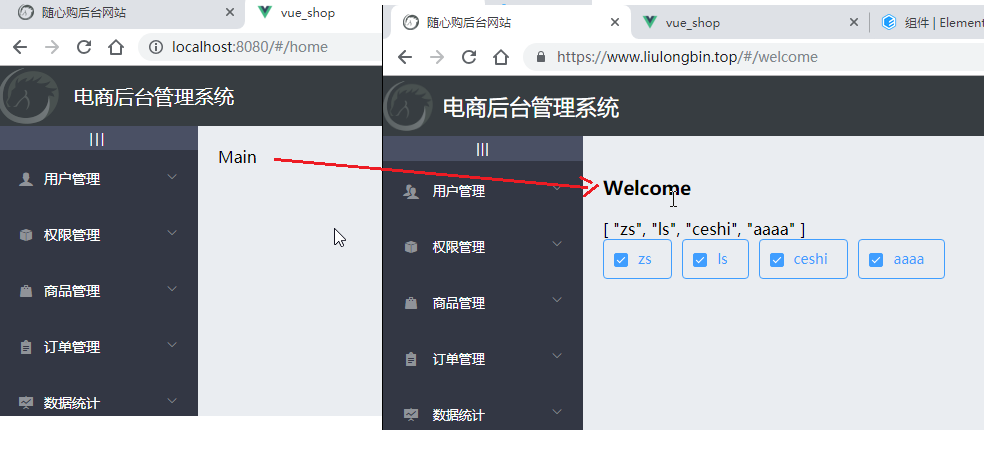 随心购后台网站
vue_shop
localhost:8080/#/home
电商后台管理系统
|||
Main
用户管理
权限管理
商品管理
订单管理
数据统计
随心购后台网站
vue_shop
组件 | Element
https://www.liulongbin.top/#/welcome
电商后台管理系统
|||
Welcome
[ "zs", "ls", "ceshi", "aaaa" ]
zs ls ceshi aaaa
用户管理
权限管理
商品管理
订单管理
数据统计